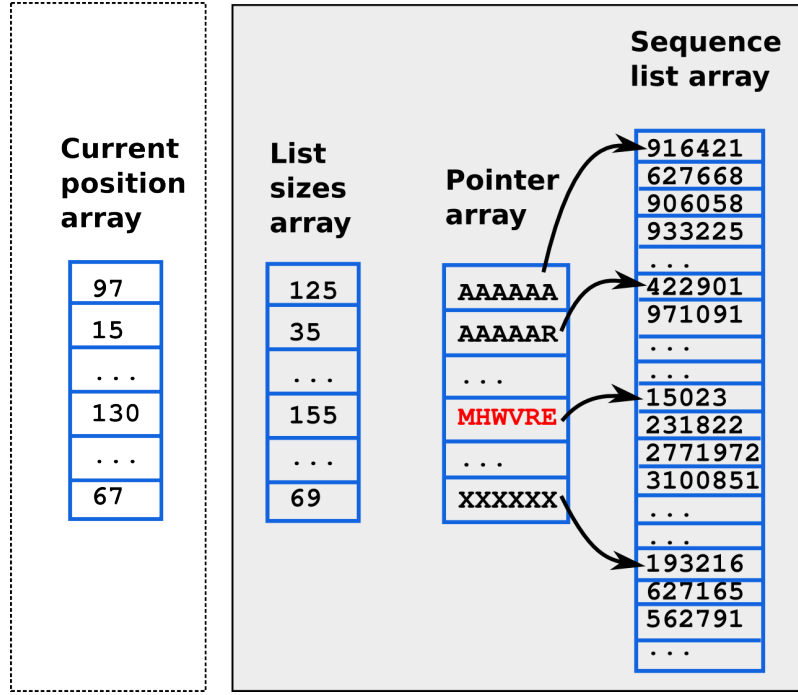 Current
position
array
97
15
...
130
...
67
List
sizes
array
125
35
...
155
...
69
Pointer
array
AAAAAA
AAAAAR
...
MHWVRE
...
XXXXXX
Sequence
list array
916421
627668
906058
933225
...
422901
971091
...
...
15023
231822
2771972
3100851
...
...
193216
627165
562791
...